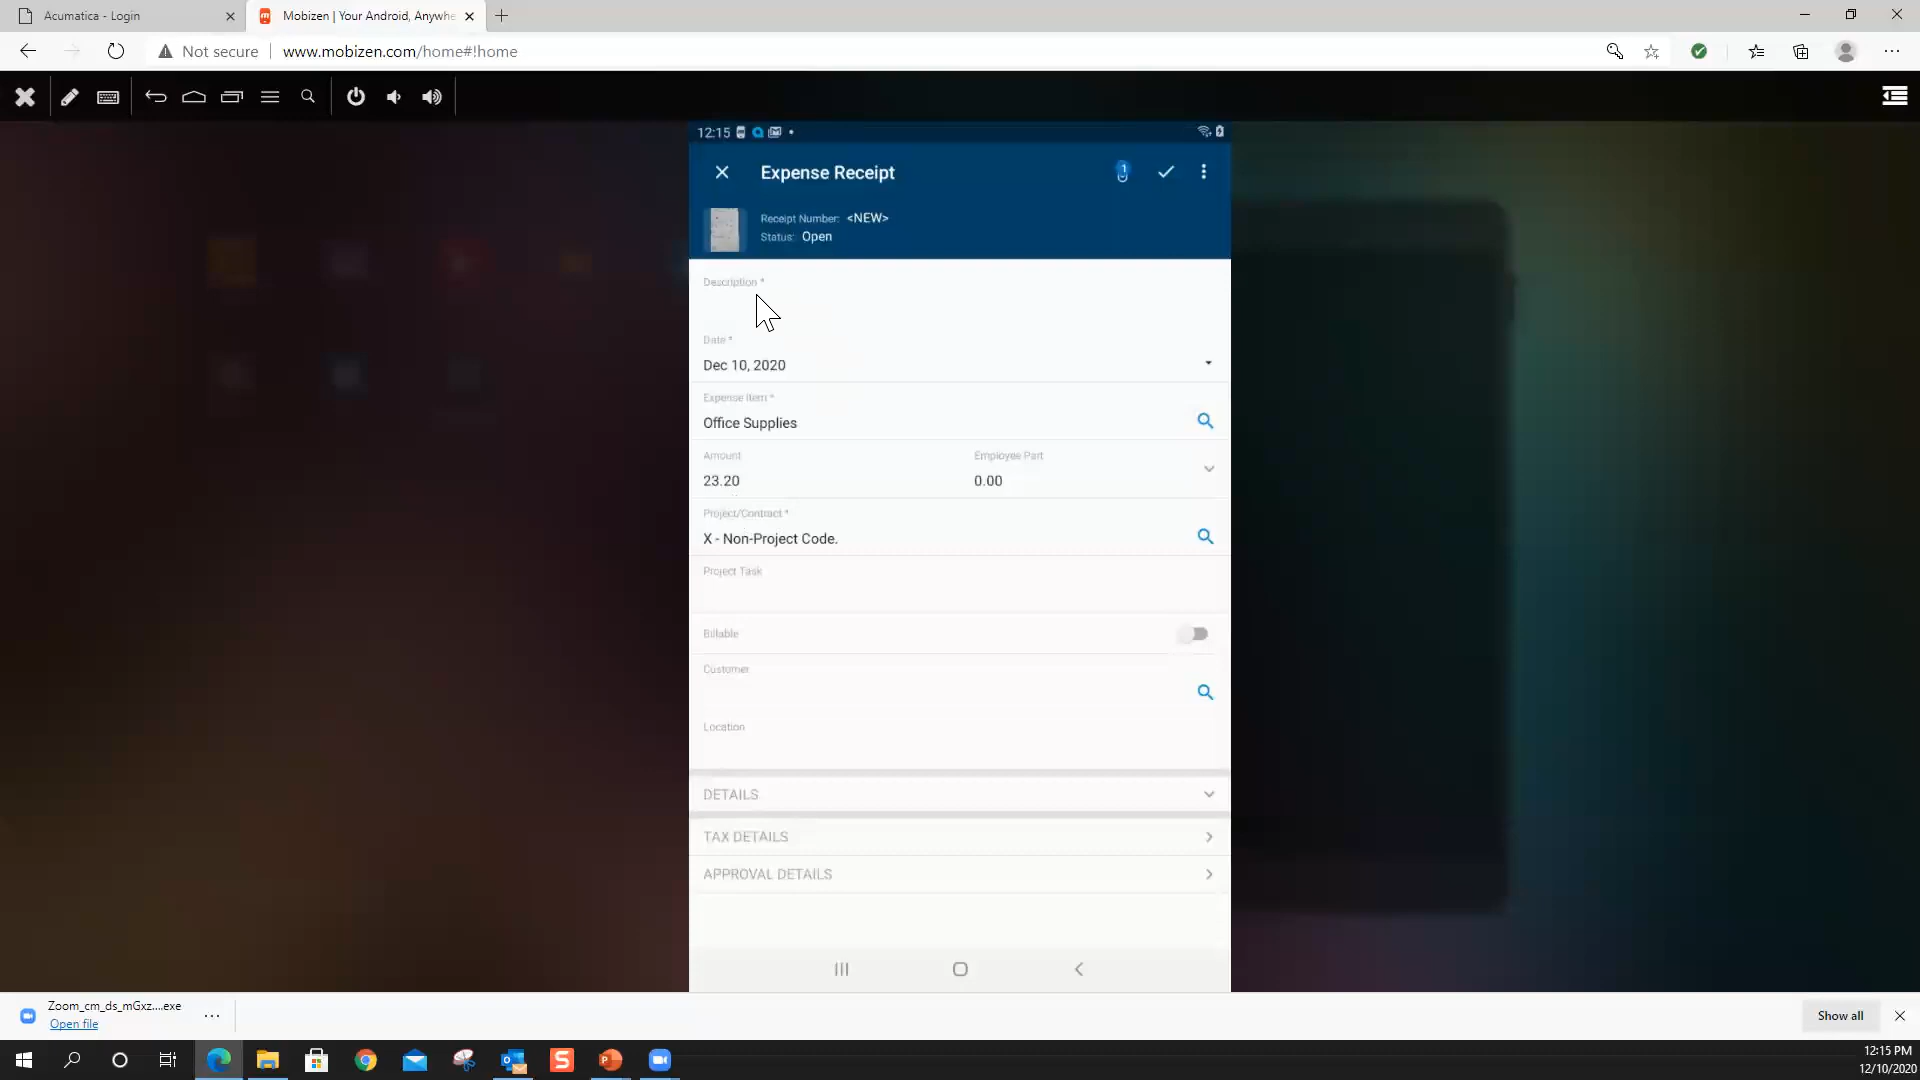 Acumatica - Login
Mobizen | Your Android, Anywhe
Not secure
www.mobizen.com/home#!home
12:15
Expense Receipt
1
Receipt Number: <NEW>
Status: Open
Description *
Date *
Dec 10, 2020
Expense Item *
Office Supplies
Amount
Employee Part
23.20
0.00
Project/Contract *
X - Non-Project Code.
Project Task
Billable
Customer
Location
DETAILS
TAX DETAILS
APPROVAL DETAILS
Zoom_cm_ds_mGxz....exe
Open file
Show all
12:15 PM
12/10/2020